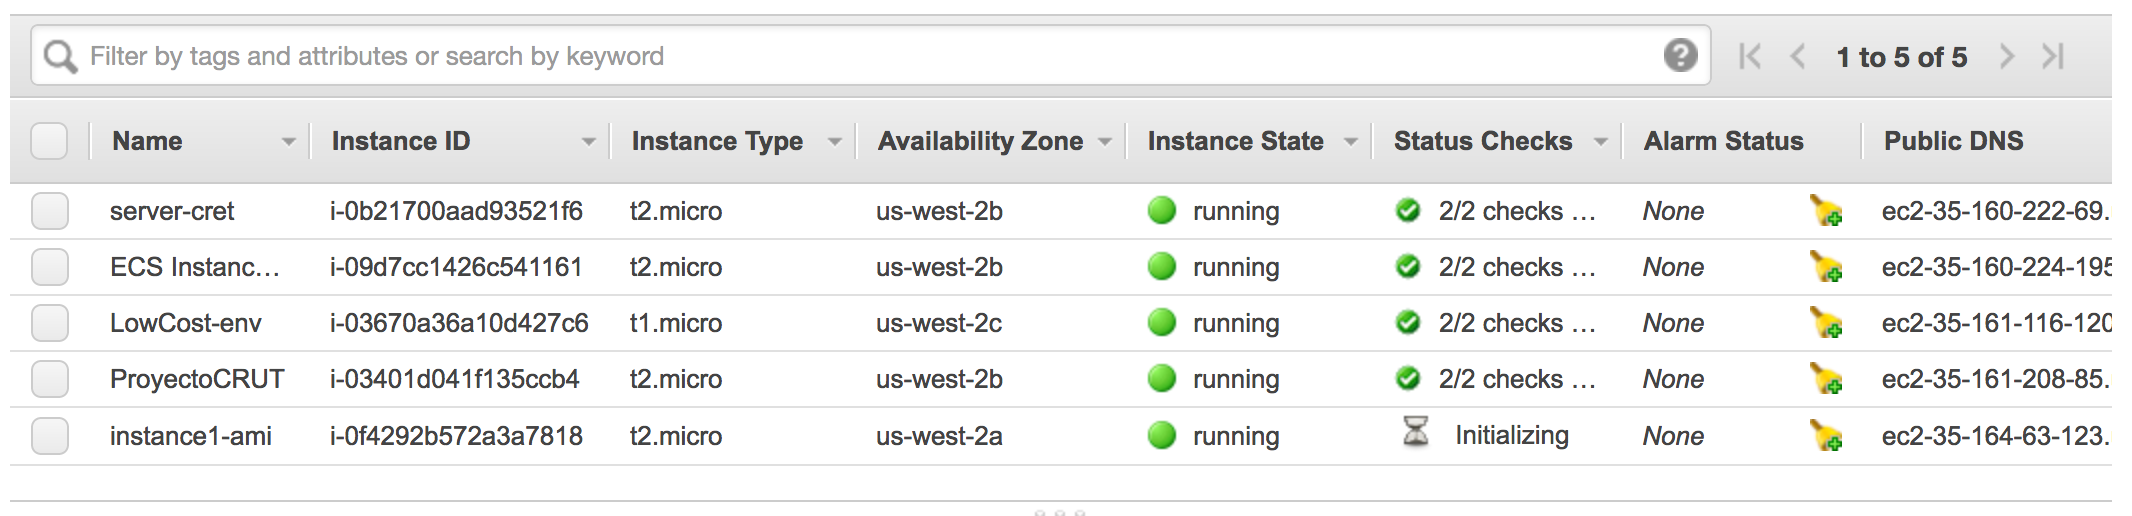 Filter by tags and attributes or search by keyword ? 1 to 5 of 5
Name Instance ID Instance Type Availability Zone Instance State Status Checks Alarm Status Public DNS
server-cret i-0b21700aad93521f6 t2.micro us-west-2b running 2/2 checks … None ec2-35-160-222-69.
ECS Instanc… i-09d7cc1426c541161 t2.micro us-west-2b running 2/2 checks … None ec2-35-160-224-195
LowCost-env i-03670a36a10d427c6 t1.micro us-west-2c running 2/2 checks … None ec2-35-161-116-120
ProyectoCRUT i-03401d041f135ccb4 t2.micro us-west-2b running 2/2 checks … None ec2-35-161-208-85.
instance1-ami i-0f4292b572a3a7818 t2.micro us-west-2a running Initializing None ec2-35-164-63-123.